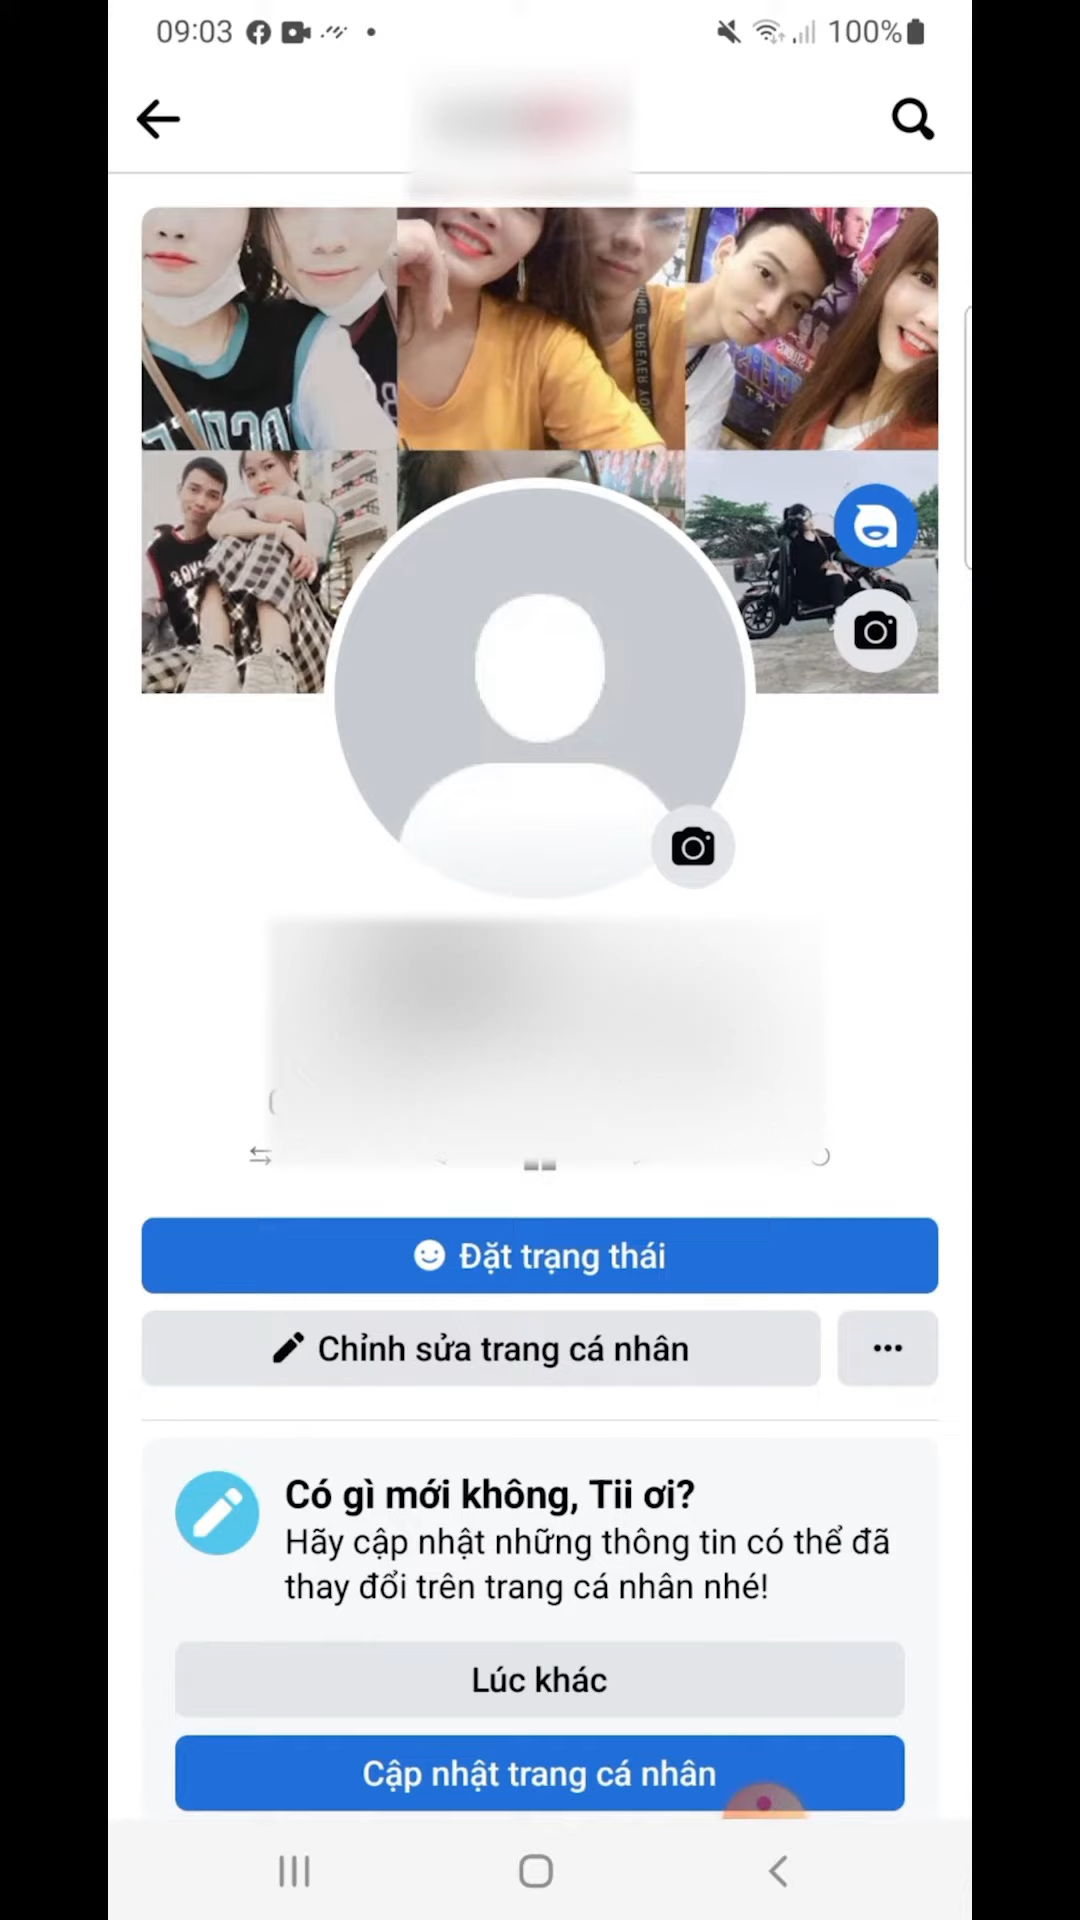 09:03
100%
FOREVER YOU
Đặt trạng thái
Chỉnh sửa trang cá nhân
Có gì mới không, Tii ơi?
Hãy cập nhật những thông tin có thể đã
thay đổi trên trang cá nhân nhé!
Lúc khác
Cập nhật trang cá nhân